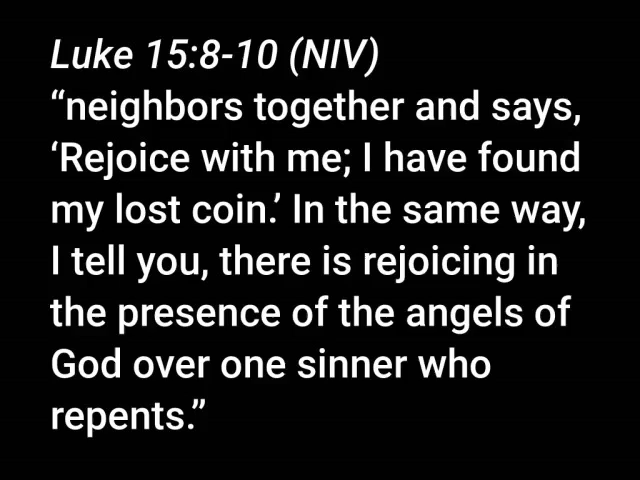 Luke 15:8-10 (NIV)
“neighbors together and says,
‘Rejoice with me; I have found
my lost coin.’ In the same way,
I tell you, there is rejoicing in
the presence of the angels of
God over one sinner who
repents.”